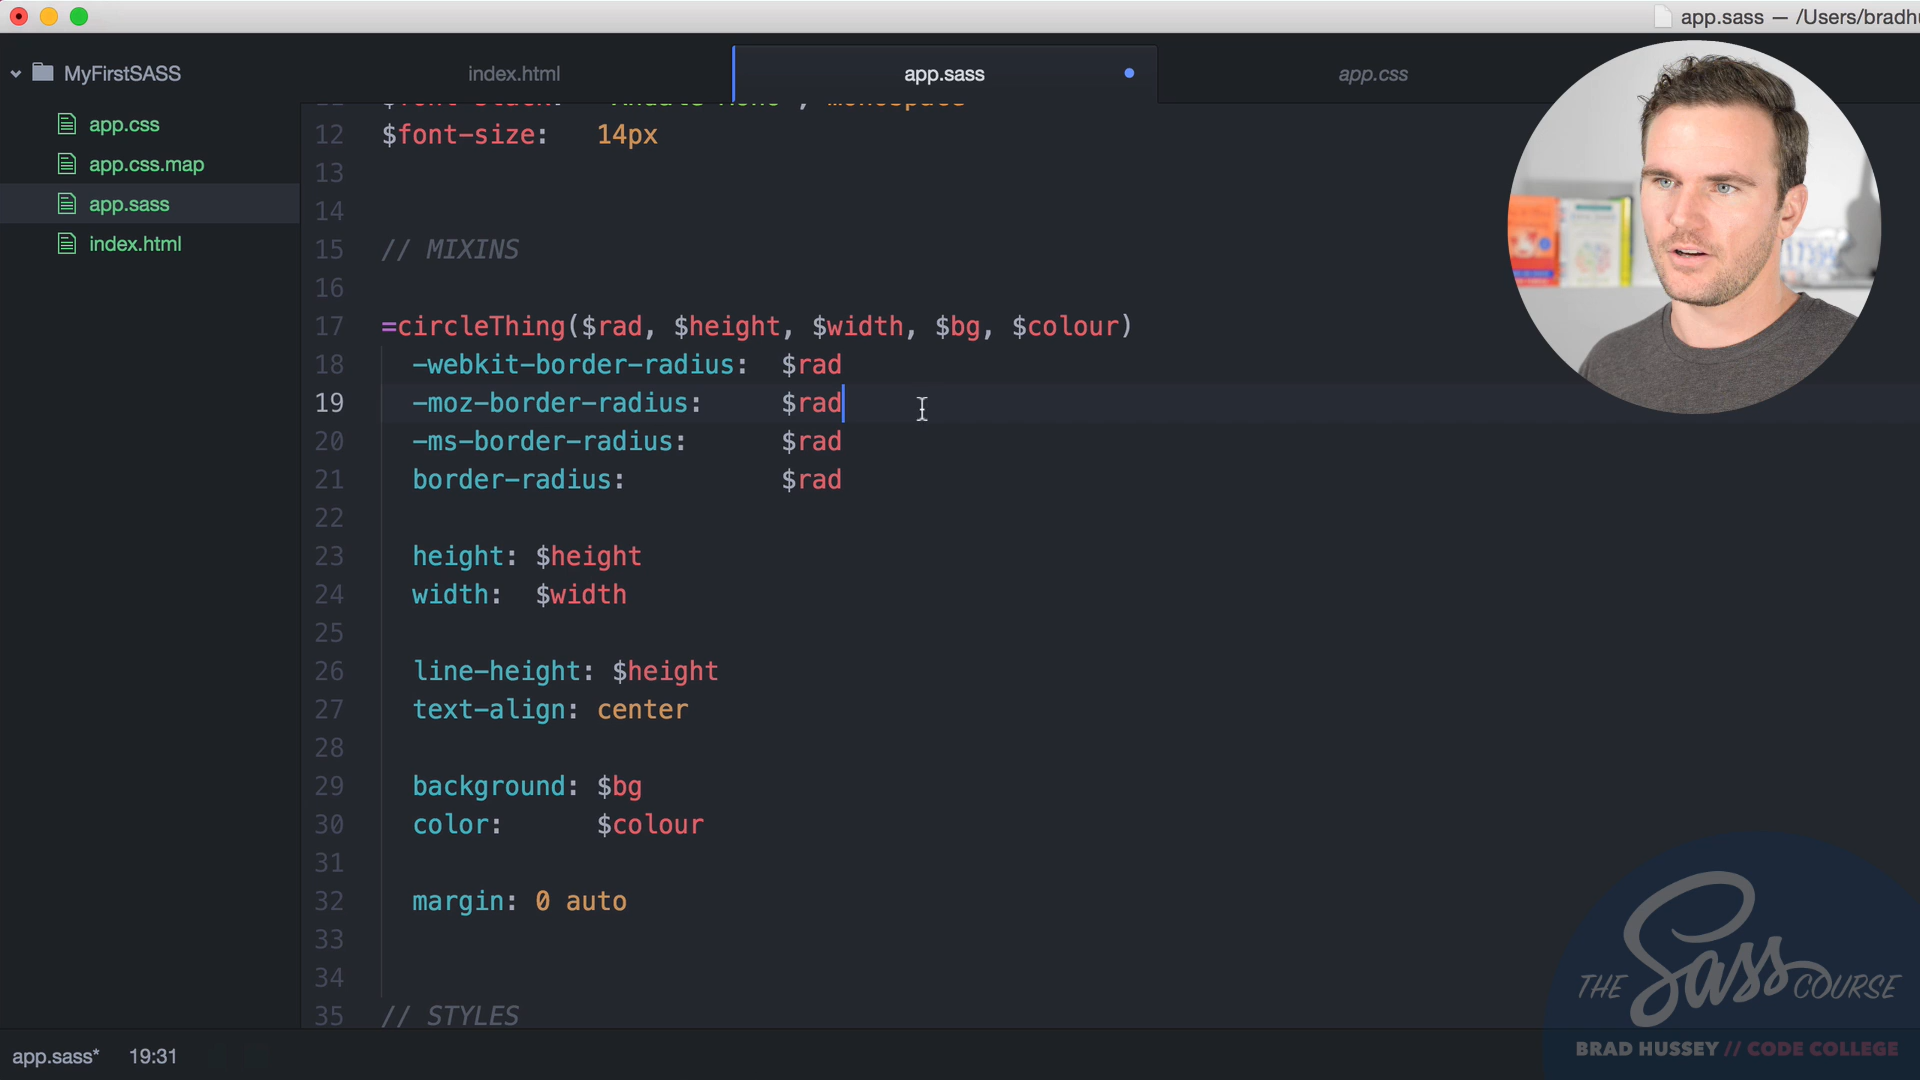 app.sass — /Users/bradhu
MyFirstSASS
index.html
app.sass
app.css
app.css
app.css.map
app.sass
index.html
12 $font-size: 14px
13
14
15 // MIXINS
16
17 =circleThing($rad, $height, $width, $bg, $colour)
18 -webkit-border-radius: $rad
19 -moz-border-radius: $rad
20 -ms-border-radius: $rad
21 border-radius: $rad
22
23 height: $height
24 width: $width
25
26 line-height: $height
27 text-align: center
28
29 background: $bg
30 color: $colour
31
32 margin: 0 auto
33
34
35 // STYLES
app.sass* 19:31
THE Sass COURSE
BRAD HUSSEY // CODE COLLEGE